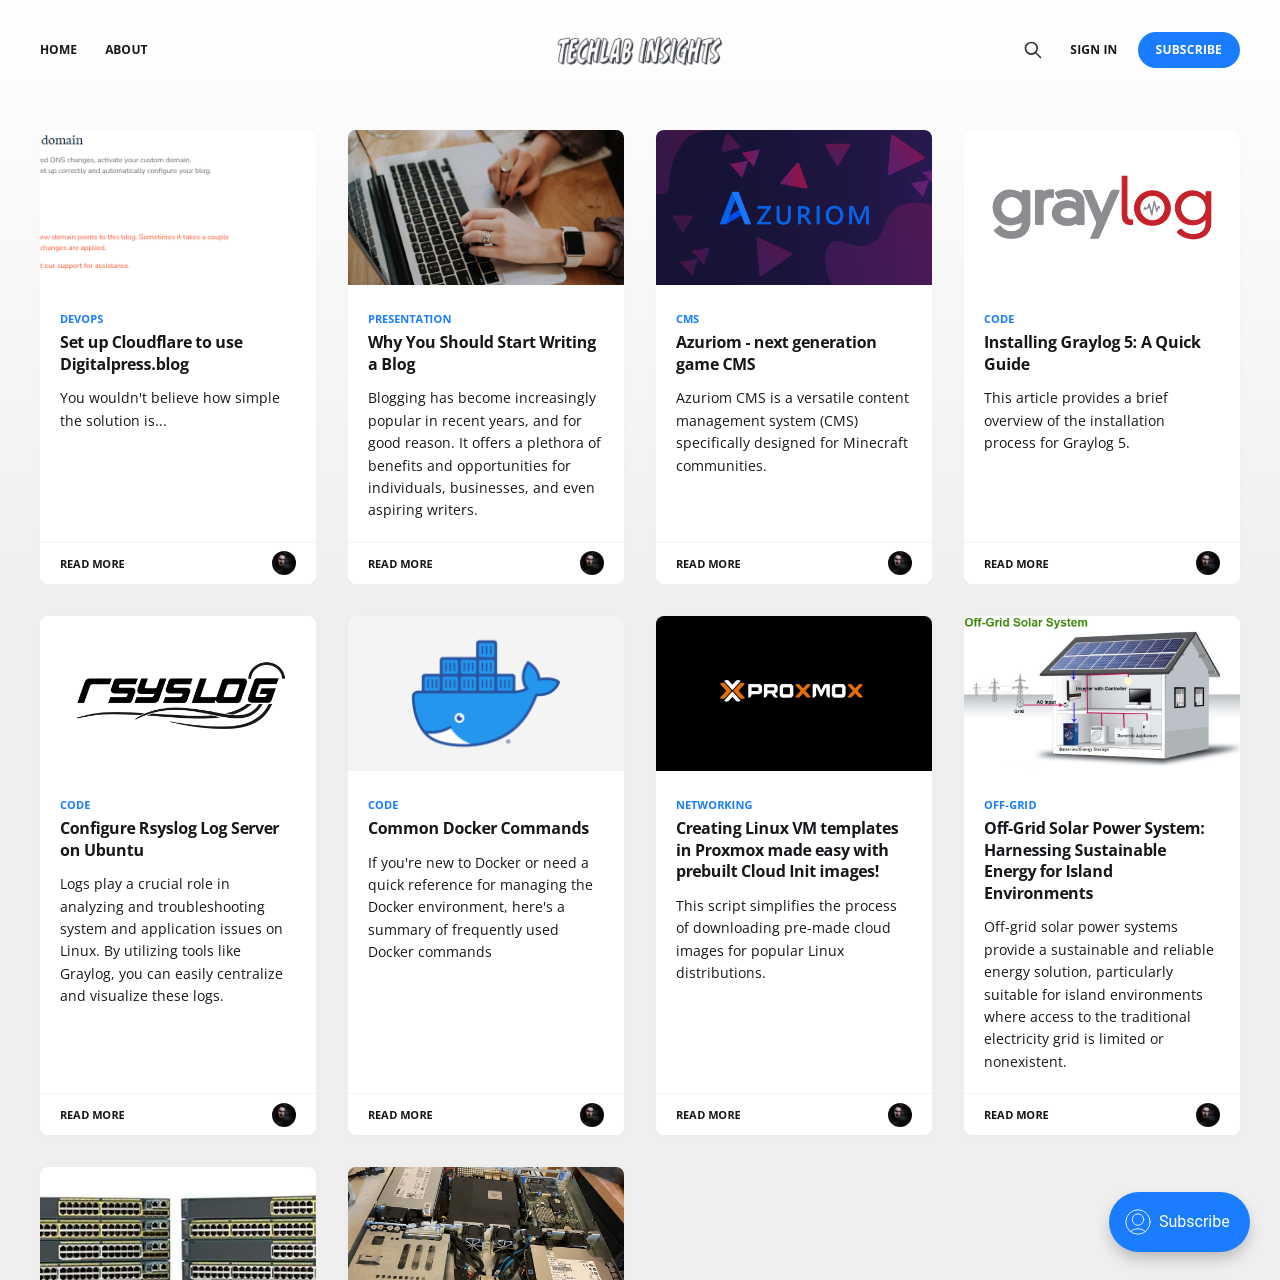 HOME
ABOUT
TECHLAB INSIGHTS
SIGN IN
SUBSCRIBE
domain
ed DNS changes, activate your custom domain.
et up correctly and automatically configure your blog.
ew domain points to this blog. Sometimes it takes a couple
changes are applied.
t our support for assistance.
DEVOPS
Set up Cloudflare to use
Digitalpress.blog
You wouldn't believe how simple
the solution is...
READ MORE
PRESENTATION
Why You Should Start Writing
a Blog
Blogging has become increasingly
popular in recent years, and for
good reason. It offers a plethora of
benefits and opportunities for
individuals, businesses, and even
aspiring writers.
READ MORE
AZURIOM
CMS
Azuriom - next generation
game CMS
Azuriom CMS is a versatile content
management system (CMS)
specifically designed for Minecraft
communities.
READ MORE
graylog
CODE
Installing Graylog 5: A Quick
Guide
This article provides a brief
overview of the installation
process for Graylog 5.
READ MORE
RSYSLOG
CODE
Configure Rsyslog Log Server
on Ubuntu
Logs play a crucial role in
analyzing and troubleshooting
system and application issues on
Linux. By utilizing tools like
Graylog, you can easily centralize
and visualize these logs.
READ MORE
CODE
Common Docker Commands
If you're new to Docker or need a
quick reference for managing the
Docker environment, here's a
summary of frequently used
Docker commands
READ MORE
PROXMOX
NETWORKING
Creating Linux VM templates
in Proxmox made easy with
prebuilt Cloud Init images!
This script simplifies the process
of downloading pre-made cloud
images for popular Linux
distributions.
READ MORE
Off-Grid Solar System
Inverter with Controller
AC Input
Grid
Domestic Appliances
Batteries/Energy Storage
OFF-GRID
Off-Grid Solar Power System:
Harnessing Sustainable
Energy for Island
Environments
Off-grid solar power systems
provide a sustainable and reliable
energy solution, particularly
suitable for island environments
where access to the traditional
electricity grid is limited or
nonexistent.
READ MORE
Subscribe